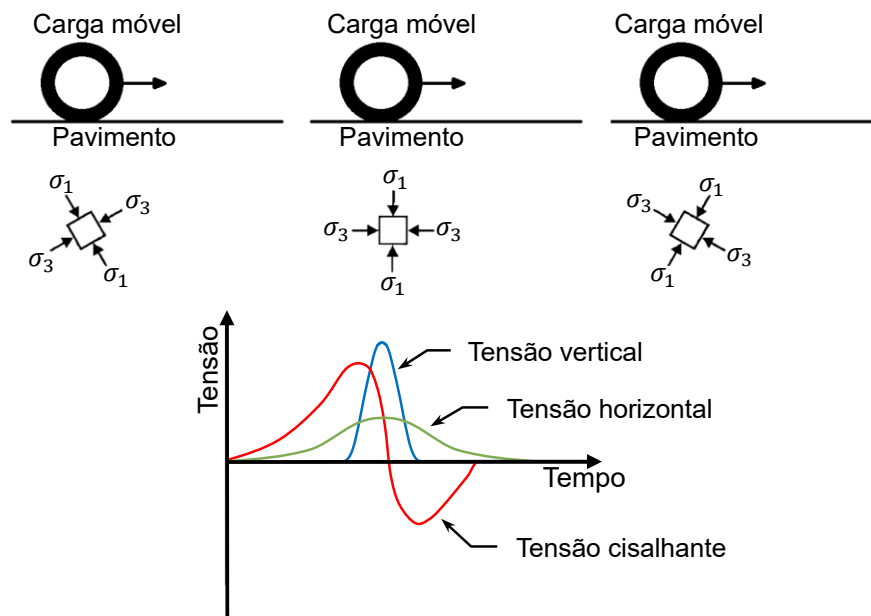 Carga móvel
Carga móvel
Carga móvel
Pavimento
Pavimento
Pavimento
σ1
σ3
σ3
σ1
σ1
σ3
σ3
σ1
σ1
σ3
σ1
σ3
Tensão
Tensão vertical
Tensão horizontal
Tempo
Tensão cisalhante